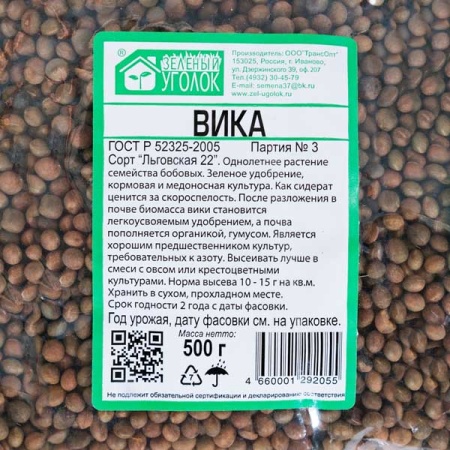 ЗЕЛЕНЫЙ
УГОЛОК
®
Производитель: ООО"ТрансОпт"
153025, Россия, г. Иваново,
ул. Дзержинского 39, оф.207
Тел.(4932) 30-45-79
E-mail: semena37@bk.ru
www.zel-ugolok.ru
ВИКА
ГОСТ Р 52325-2005 Партия № 3
Сорт "Льговская 22". Однолетнее растение
семейства бобовых. Зеленое удобрение,
кормовая и медоносная культура. Как сидерат
ценится за скороспелость. После разложения в
почве биомасса вики становится
легкоусвояемым удобрением, а почва
пополняется органикой, гумусом. Является
хорошим предшественником культур,
требовательных к азоту. Высевать лучше в
смеси с овсом или крестоцветными
культурами. Норма высева 10 - 15 г на кв.м.
Хранить в сухом, прохладном месте.
Срок годности 2 года с даты фасовки.
Год урожая, дату фасовки см. на упаковке.
Масса нетто:
500 г
7
4 660001 292055
Не подлежит обязательной сертификации и декларированию соответствия